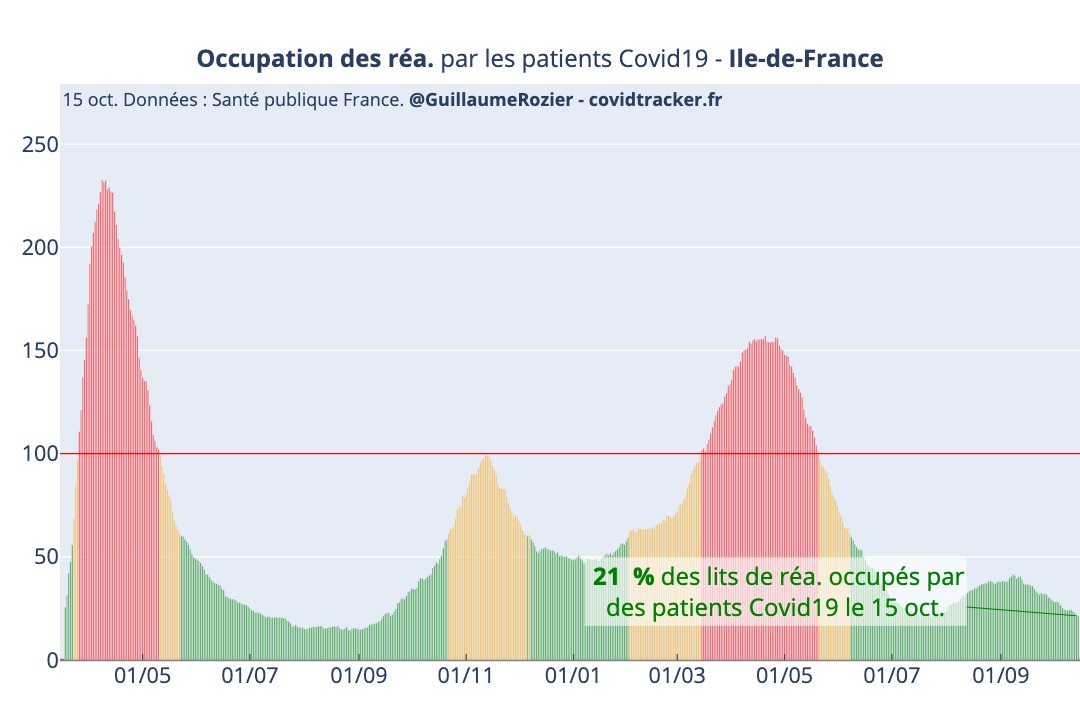 Occupation des réa. par les patients Covid19 - Ile-de-France
15 oct. Données : Santé publique France. @GuillaumeRozier - covidtracker.fr
250
200
150
100
50
0
21 % des lits de réa. occupés par
des patients Covid19 le 15 oct.
01/05 01/07 01/09 01/11 01/01 01/03 01/05 01/07 01/09